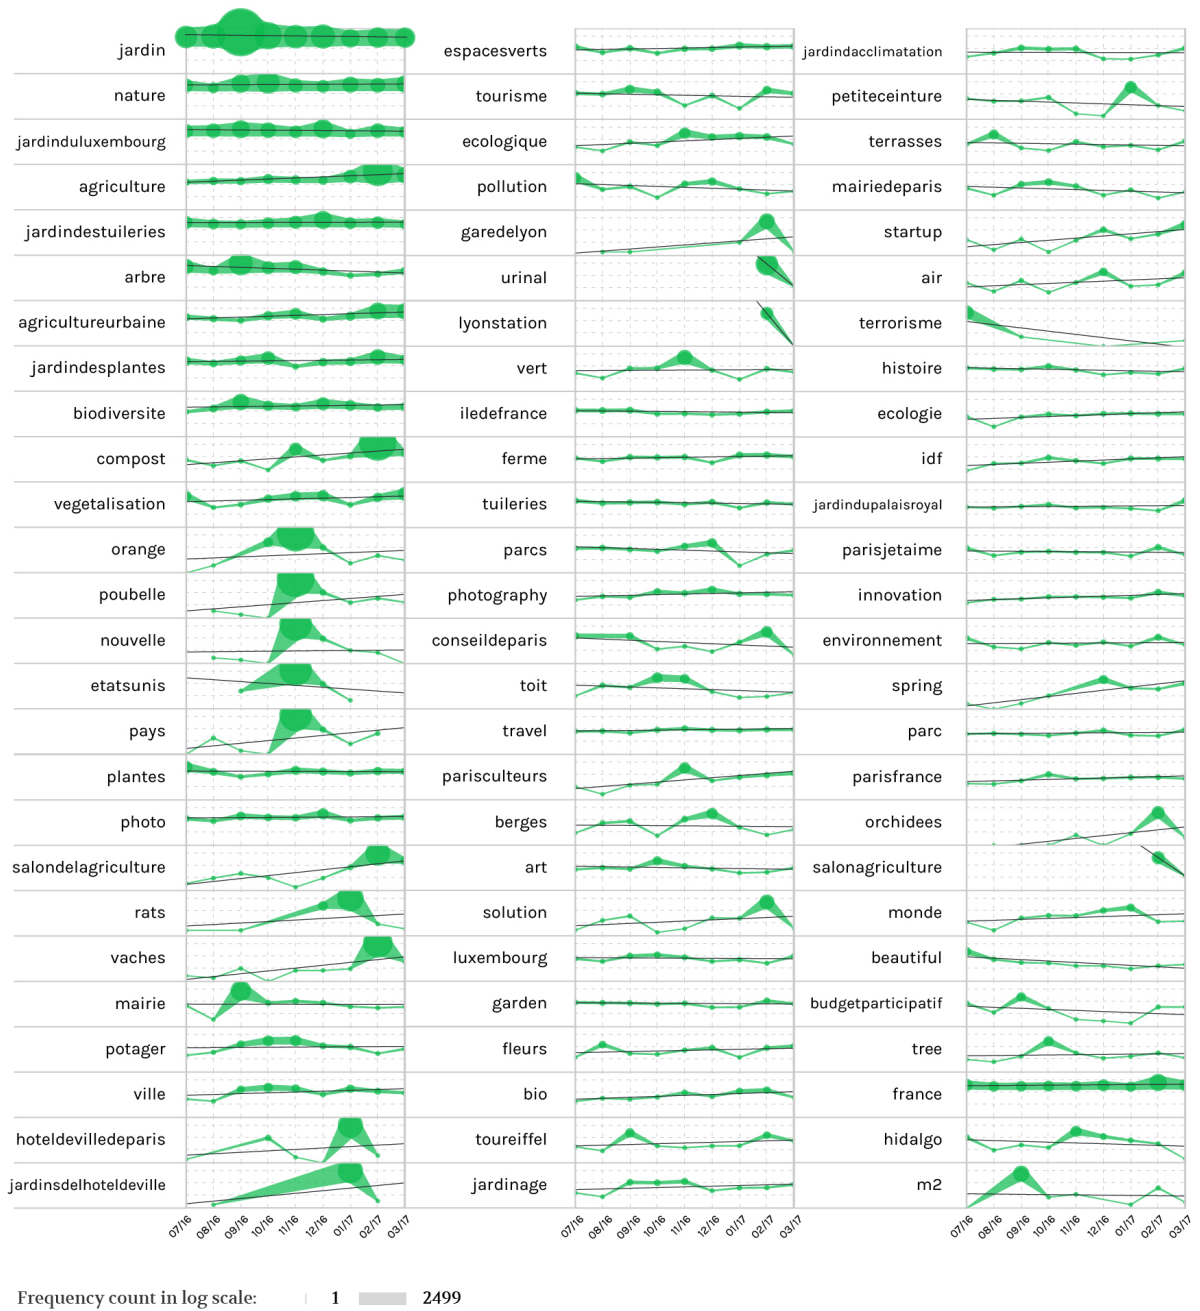 jardin espacesverts jardindacclimatation
nature tourisme petiteceinture
jardinduluxembourg ecologique terrasses
agriculture pollution mairiedeparis
jardindestuileries garedelyon startup
arbre urinal air
agricultureurbaine lyonstation terrorisme
jardindesplantes vert histoire
biodiversite iledefrance ecologie
compost ferme idf
vegetalisation tuileries jardindupalaisroyal
orange parcs parisjetaime
poubelle photography innovation
nouvelle conseildeparis environnement
etatsunis toit spring
pays travel parc
plantes parisculteurs parisfrance
photo berges orchidees
salondelagriculture art salonagriculture
rats solution monde
vaches luxembourg beautiful
mairie garden budgetparticipatif
potager fleurs tree
ville bio france
hoteldevilledeparis toureiffel hidalgo
jardinsdelhoteldeville jardinage m2
07/16 08/16 09/16 10/16 11/16 12/16 01/17 02/17 03/17 07/16 08/16 09/16 10/16 11/16 12/16 01/17 02/17 03/17 07/16 08/16 09/16 10/16 11/16 12/16 01/17 02/17 03/17
Frequency count in log scale: 1 2499